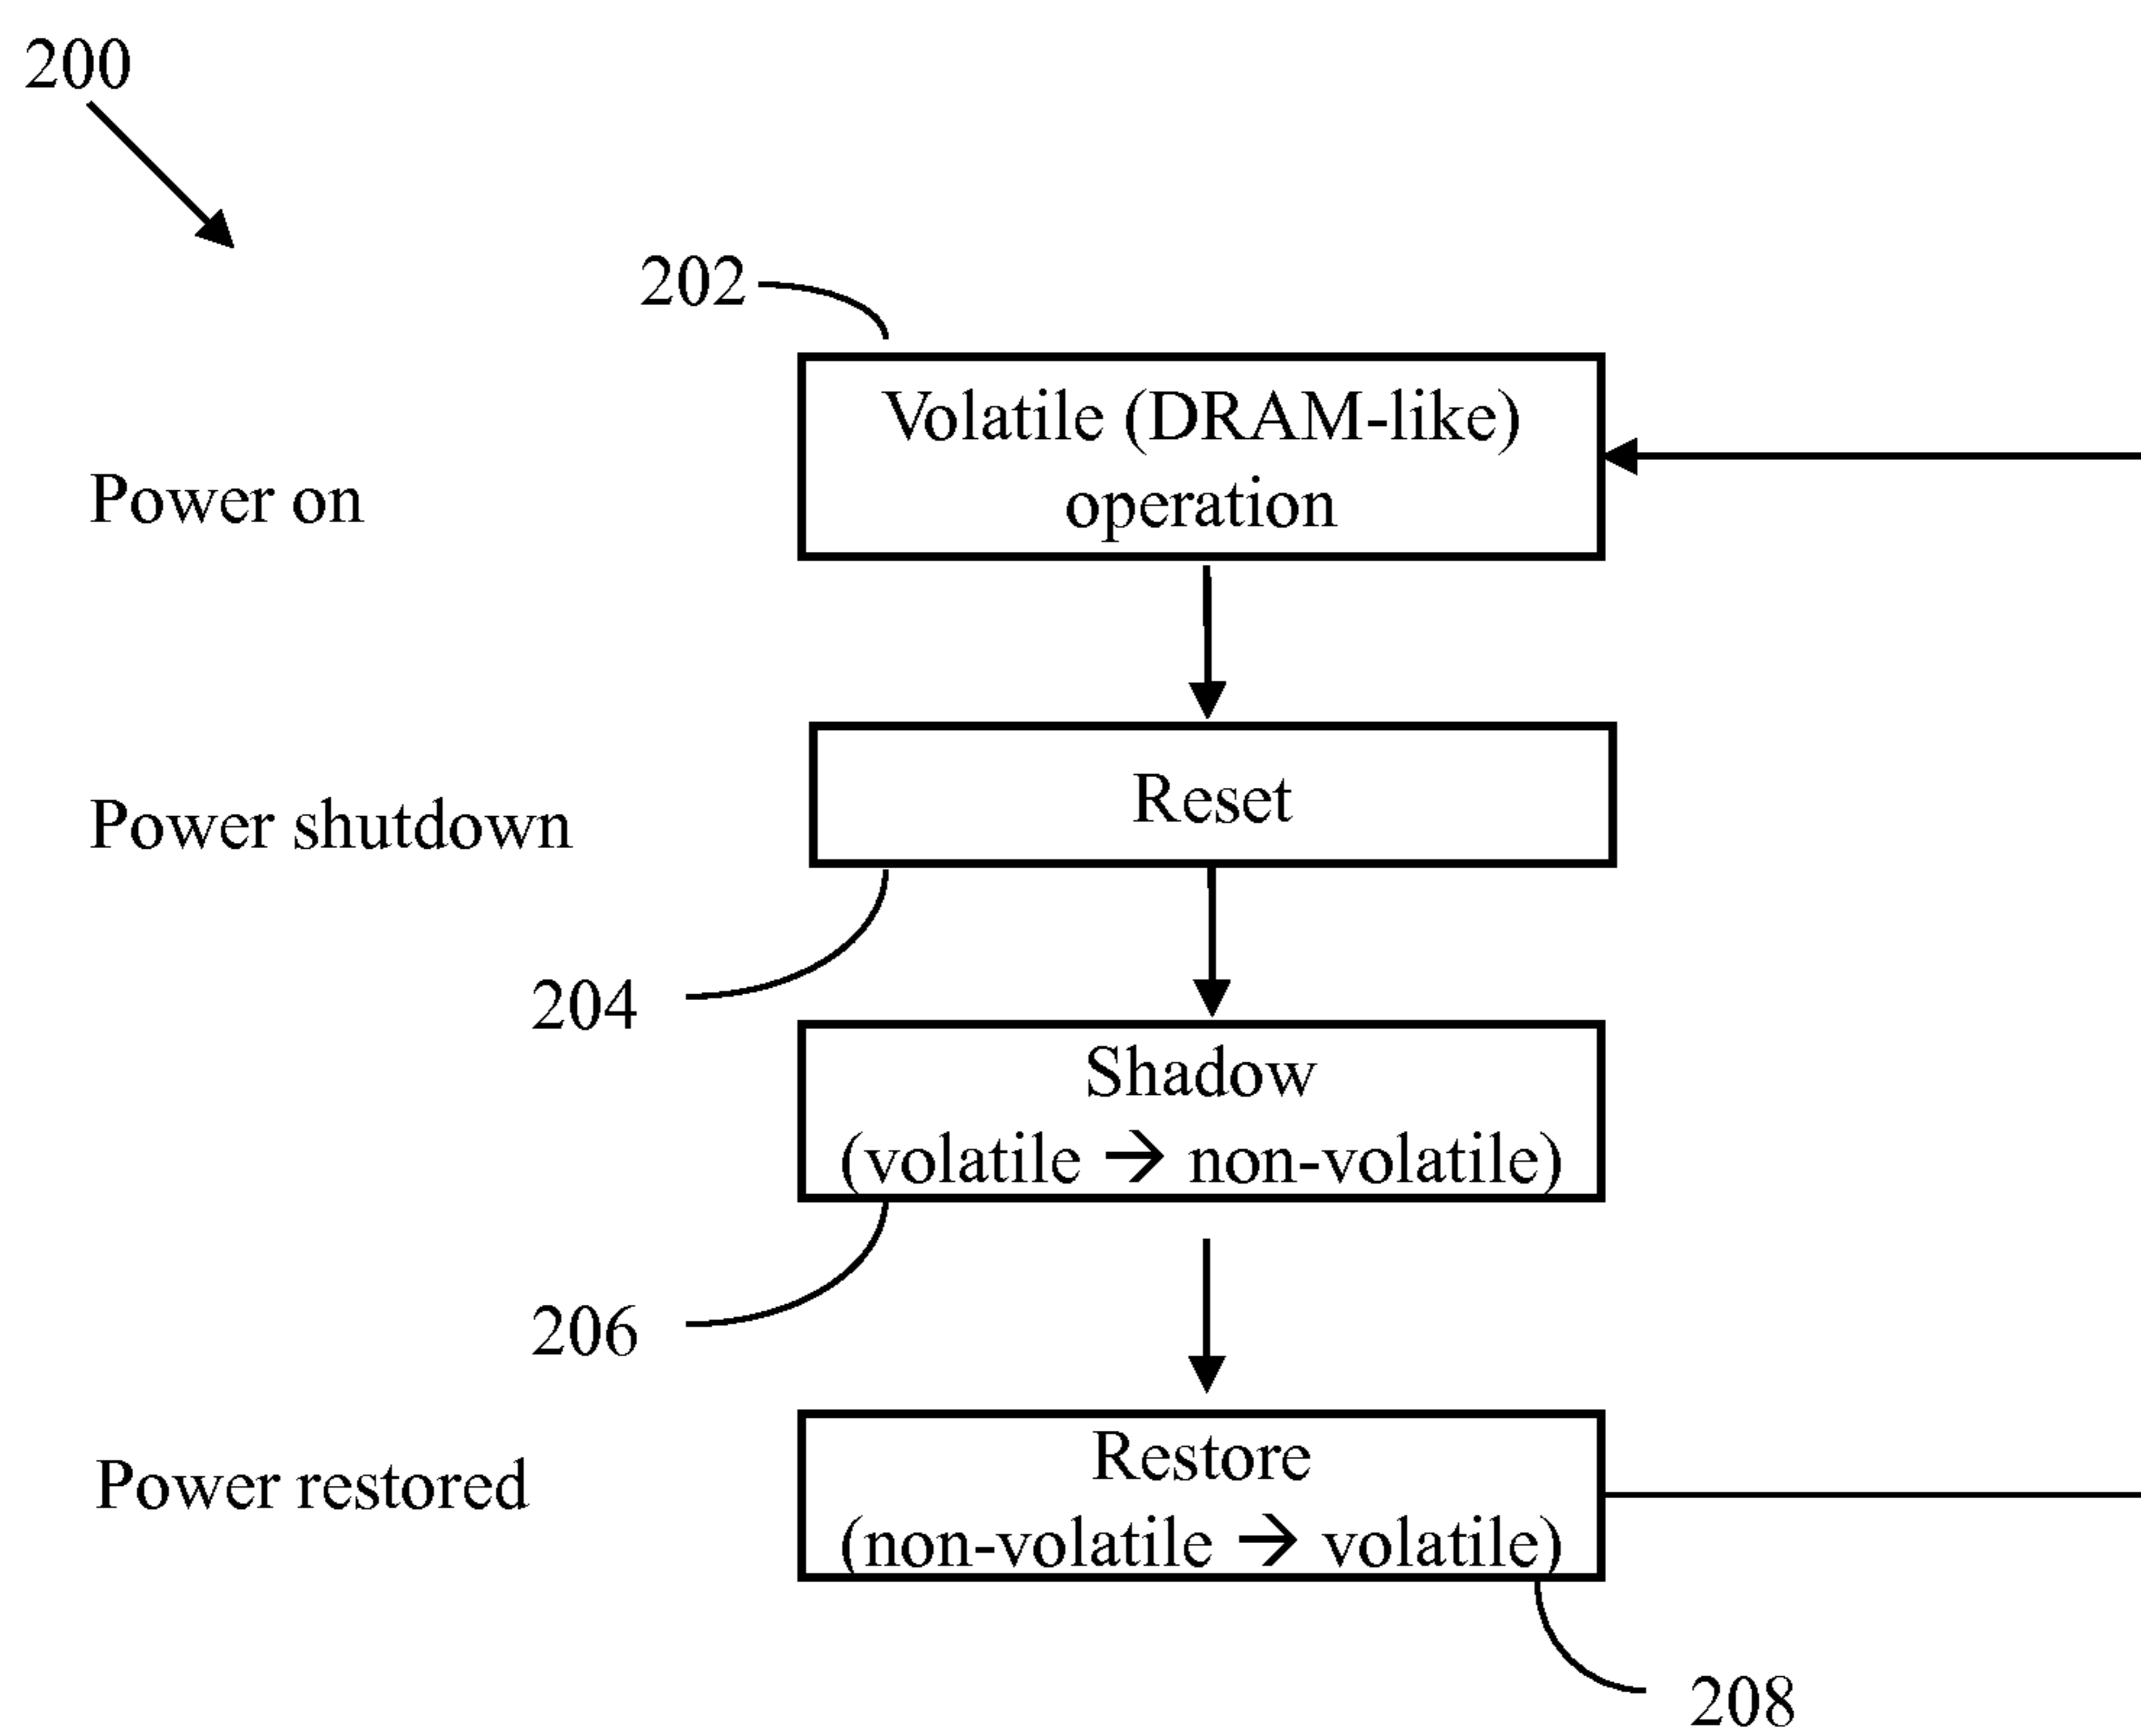 200
202
Volatile (DRAM-like)
operation
Power on
Reset
Power shutdown
204
Shadow
(volatile → non-volatile)
206
Restore
Power restored
(non-volatile → volatile)
208